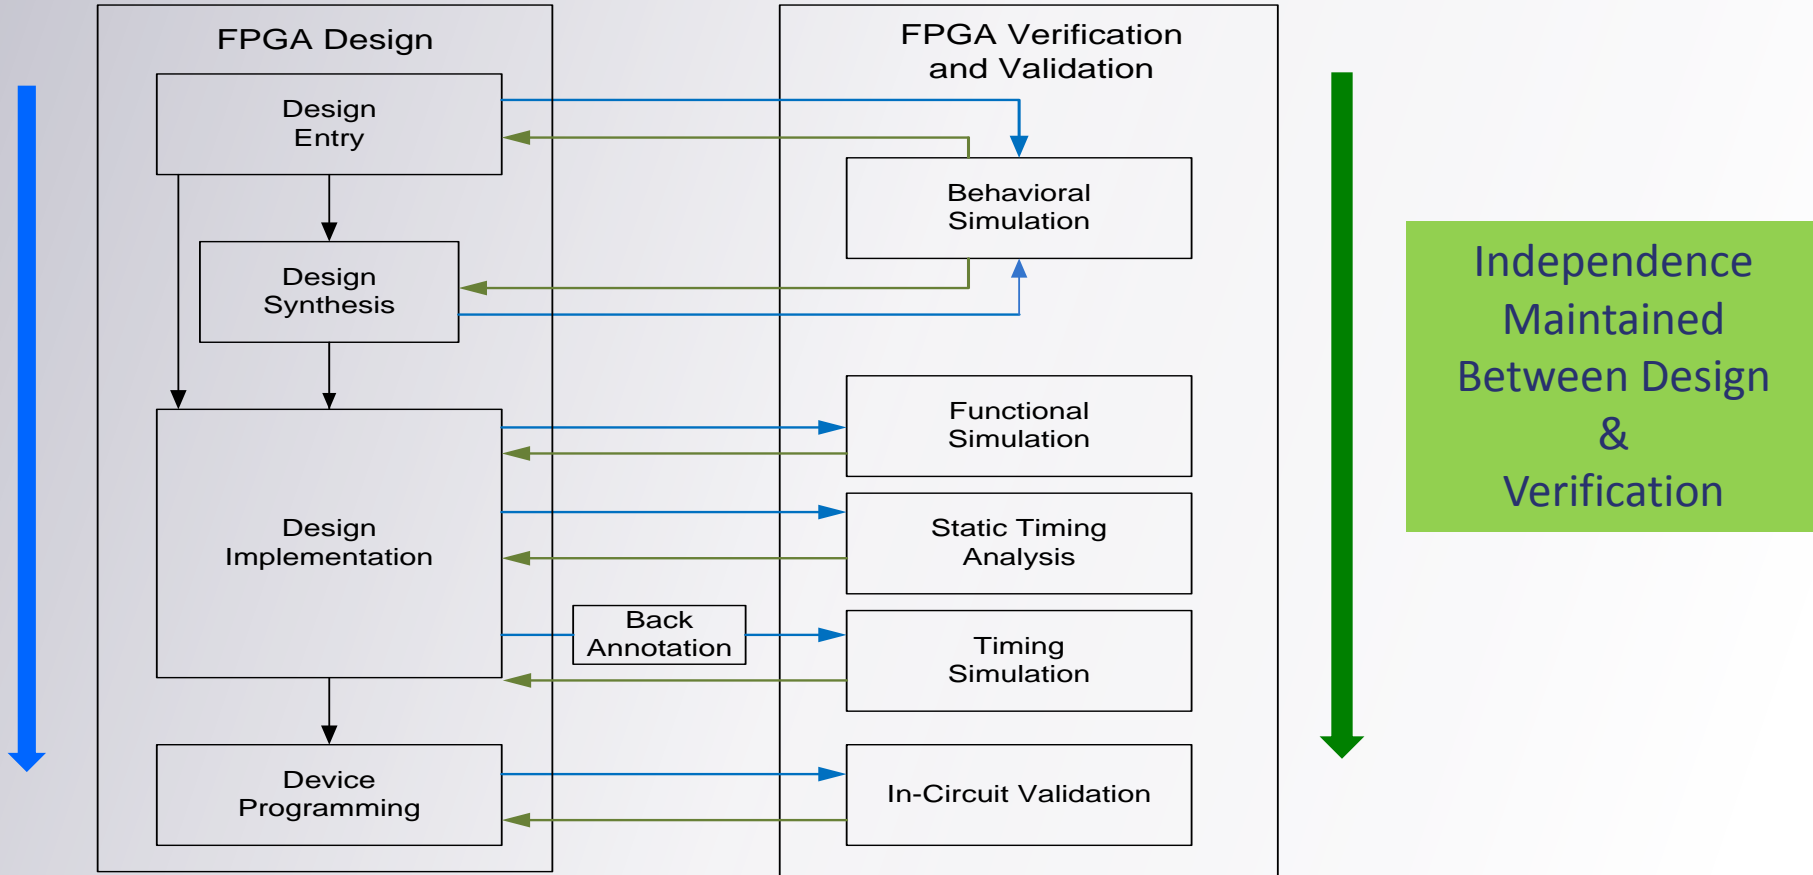 FPGA Design
Design
Entry
Design
Synthesis
Design
Implementation
Device
Programming
Back
Annotation
FPGA Verification
and Validation
Behavioral
Simulation
Functional
Simulation
Static Timing
Analysis
Timing
Simulation
In-Circuit Validation
Independence
Maintained
Between Design
&
Verification